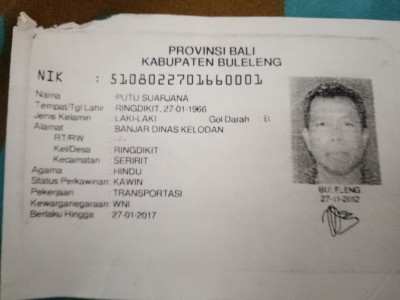 PROVINSI BALI
KABUPATEN BULELENG
NIK : 5108022701660001
Nama : PUTU SUARJANA
Tempat/Tgl Lahir : RINGDIKIT, 27-01-1966
Jenis Kelamin : LAKI-LAKI Gol Darah : B
Alamat : BANJAR DINAS KELODAN
RT/RW : -/-
Kel/Desa : RINGDIKIT
Kecamatan : SERIRIT
Agama : HINDU
Status Perkawinan: KAWIN
Pekerjaan : TRANSPORTASI
Kewarganegaraan: WNI
Berlaku Hingga : 27-01-2017
BULELENG
27-11-2012